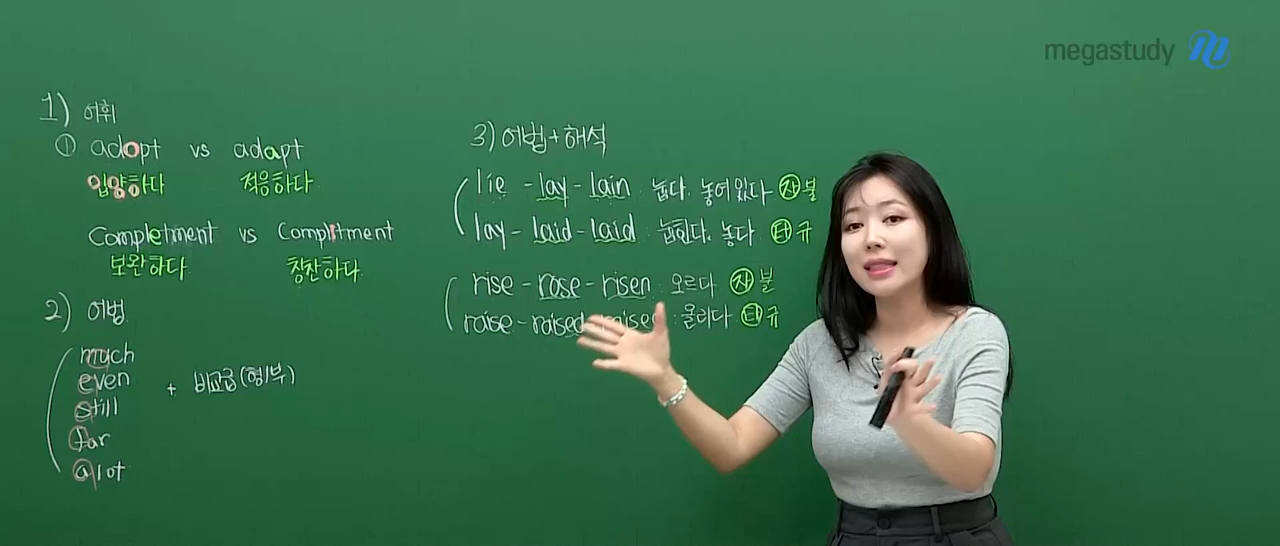 megastudy
1) 어휘
① adopt vs adapt
입양하다 적응하다
Complement vs Compliment
보완하다 칭찬하다
2) 어법
much
even
still
far
alot
+ 비교급(형/부)
3) 어법+해석
lie - lay - lain : 눕다. 놓여있다 자 불
lay - laid - laid : 눕힌다. 놓다 타 규
rise - rose - risen : 오르다 자 불
raise - raised : 올리다 타 규